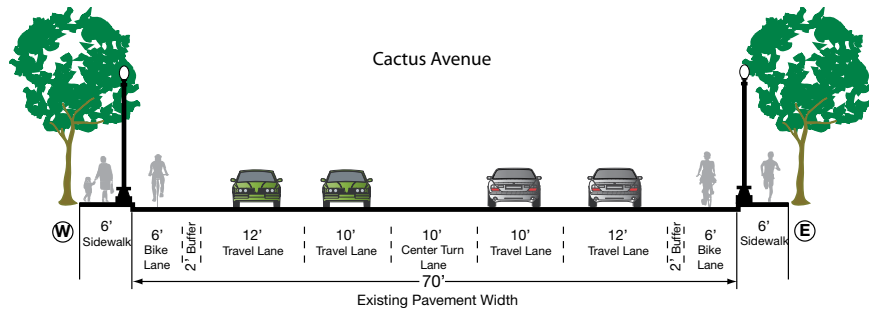 Cactus Avenue
W
6’
Sidewalk
6’
Bike
Lane
2’ Buffer
12’
Travel Lane
10’
Travel Lane
10’
Center Turn
Lane
10’
Travel Lane
12’
Travel Lane
2’ Buffer
6’
Bike
Lane
6’
Sidewalk
E
70’
Existing Pavement Width